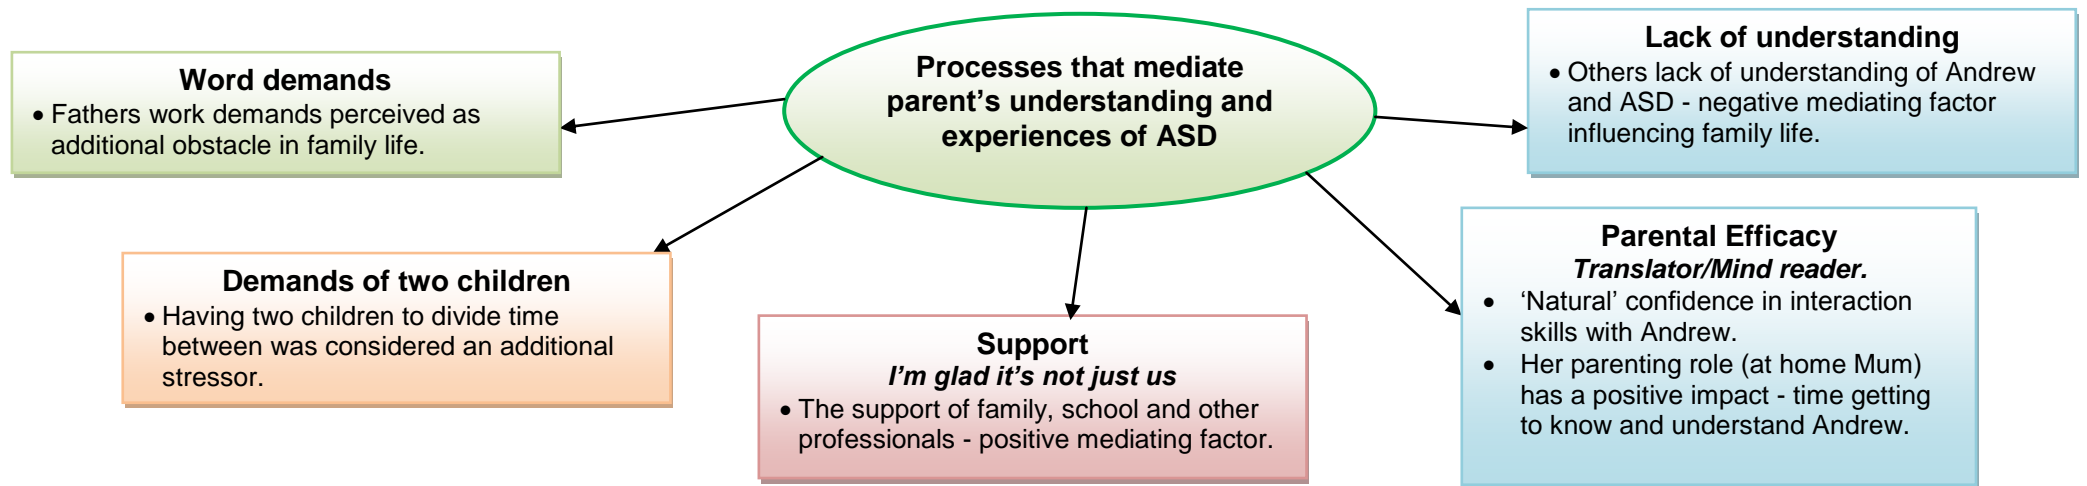 Processes that mediate
parent’s understanding and
experiences of ASD
Word demands
• Fathers work demands perceived as
additional obstacle in family life.
Demands of two children
• Having two children to divide time
between was considered an additional
stressor.
Support
I’m glad it’s not just us
• The support of family, school and other
professionals - positive mediating factor.
Lack of understanding
• Others lack of understanding of Andrew
and ASD - negative mediating factor
influencing family life.
Parental Efficacy
Translator/Mind reader.
• ‘Natural’ confidence in interaction
skills with Andrew.
• Her parenting role (at home Mum)
has a positive impact - time getting
to know and understand Andrew.